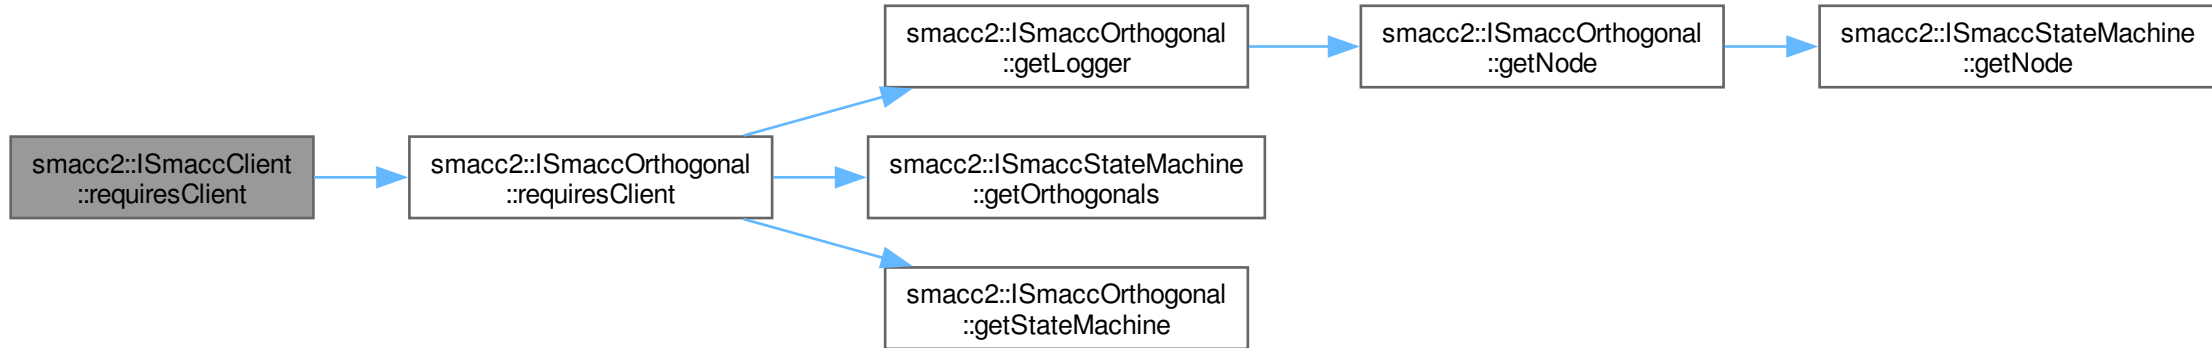 smacc2::ISmaccClient
::requiresClient
smacc2::ISmaccOrthogonal
::requiresClient
smacc2::ISmaccOrthogonal
::getLogger
smacc2::ISmaccOrthogonal
::getNode
smacc2::ISmaccStateMachine
::getNode
smacc2::ISmaccStateMachine
::getOrthogonals
smacc2::ISmaccOrthogonal
::getStateMachine